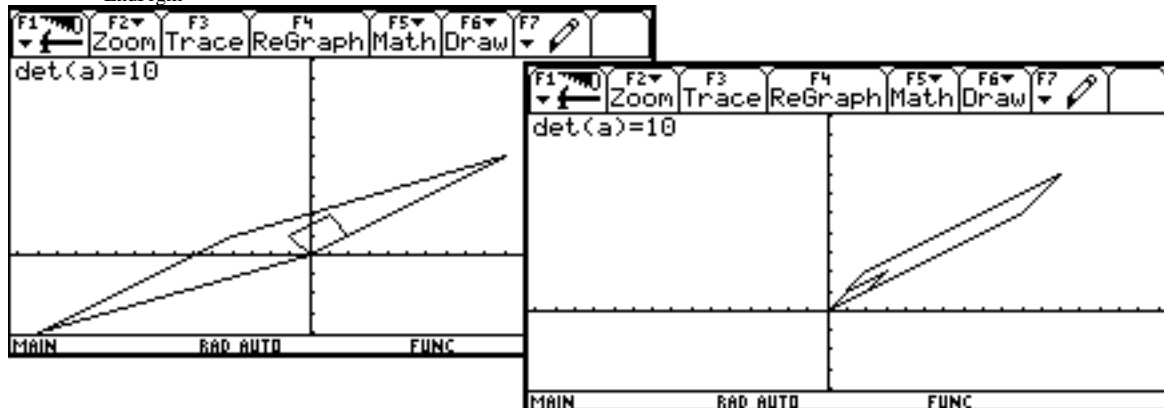 F1 F2 Zoom F3 Trace F4 ReGraph F5 Math F6 Draw F7
det(a)=10
MAIN RAD AUTO FUNC
F1 F2 Zoom F3 Trace F4 ReGraph F5 Math F6 Draw F7
det(a)=10
MAIN RAD AUTO FUNC